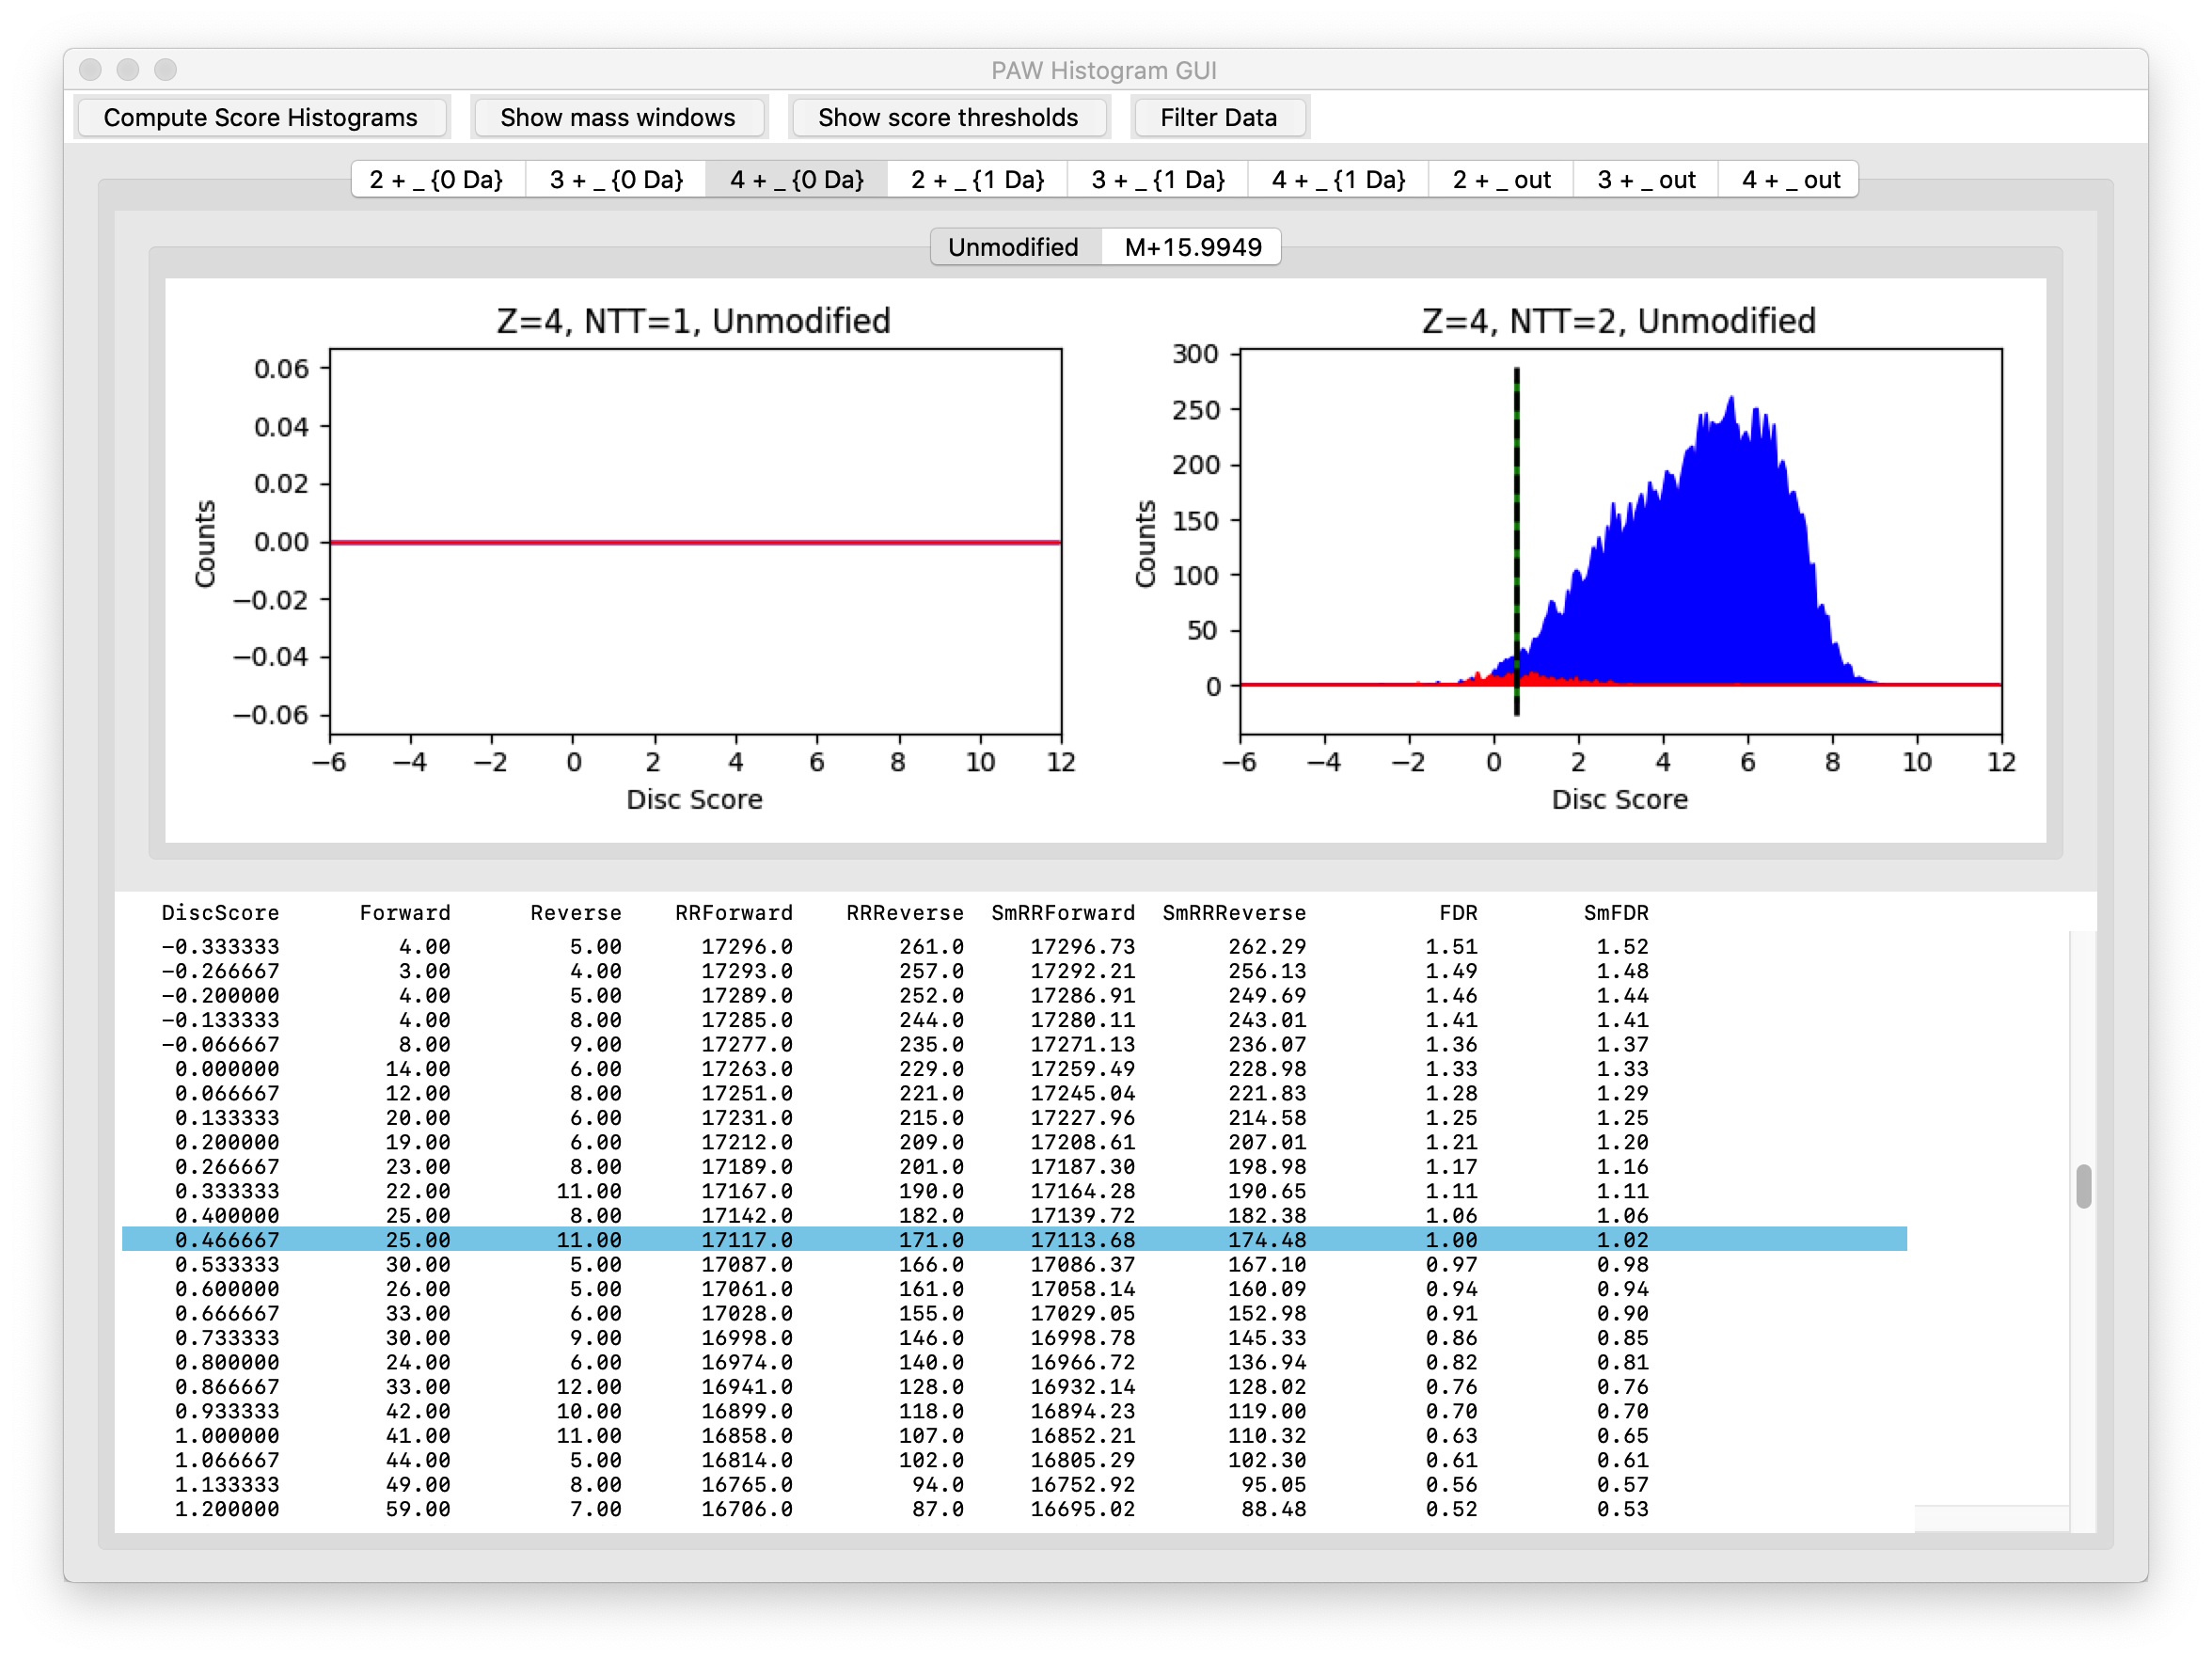 PAW Histogram GUI
Compute Score Histograms Show mass windows Show score thresholds Filter Data
2 + _ {0 Da} 3 + _ {0 Da} 4 + _ {0 Da} 2 + _ {1 Da} 3 + _ {1 Da} 4 + _ {1 Da} 2 + _ out 3 + _ out 4 + _ out
Unmodified M+15.9949
Z=4, NTT=1, Unmodified
0.06
0.04
0.02
0.00
−0.02
−0.04
−0.06
Counts
−6 −4 −2 0 2 4 6 8 10 12
Disc Score
Z=4, NTT=2, Unmodified
300
250
200
150
100
50
0
Counts
−6 −4 −2 0 2 4 6 8 10 12
Disc Score
DiscScore Forward Reverse RRForward RRReverse SmRRForward SmRRReverse FDR SmFDR
-0.333333 4.00 5.00 17296.0 261.0 17296.73 262.29 1.51 1.52
-0.266667 3.00 4.00 17293.0 257.0 17292.21 256.13 1.49 1.48
-0.200000 4.00 5.00 17289.0 252.0 17286.91 249.69 1.46 1.44
-0.133333 4.00 8.00 17285.0 244.0 17280.11 243.01 1.41 1.41
-0.066667 8.00 9.00 17277.0 235.0 17271.13 236.07 1.36 1.37
0.000000 14.00 6.00 17263.0 229.0 17259.49 228.98 1.33 1.33
0.066667 12.00 8.00 17251.0 221.0 17245.04 221.83 1.28 1.29
0.133333 20.00 6.00 17231.0 215.0 17227.96 214.58 1.25 1.25
0.200000 19.00 6.00 17212.0 209.0 17208.61 207.01 1.21 1.20
0.266667 23.00 8.00 17189.0 201.0 17187.30 198.98 1.17 1.16
0.333333 22.00 11.00 17167.0 190.0 17164.28 190.65 1.11 1.11
0.400000 25.00 8.00 17142.0 182.0 17139.72 182.38 1.06 1.06
0.466667 25.00 11.00 17117.0 171.0 17113.68 174.48 1.00 1.02
0.533333 30.00 5.00 17087.0 166.0 17086.37 167.10 0.97 0.98
0.600000 26.00 5.00 17061.0 161.0 17058.14 160.09 0.94 0.94
0.666667 33.00 6.00 17028.0 155.0 17029.05 152.98 0.91 0.90
0.733333 30.00 9.00 16998.0 146.0 16998.78 145.33 0.86 0.85
0.800000 24.00 6.00 16974.0 140.0 16966.72 136.94 0.82 0.81
0.866667 33.00 12.00 16941.0 128.0 16932.14 128.02 0.76 0.76
0.933333 42.00 10.00 16899.0 118.0 16894.23 119.00 0.70 0.70
1.000000 41.00 11.00 16858.0 107.0 16852.21 110.32 0.63 0.65
1.066667 44.00 5.00 16814.0 102.0 16805.29 102.30 0.61 0.61
1.133333 49.00 8.00 16765.0 94.0 16752.92 95.05 0.56 0.57
1.200000 59.00 7.00 16706.0 87.0 16695.02 88.48 0.52 0.53